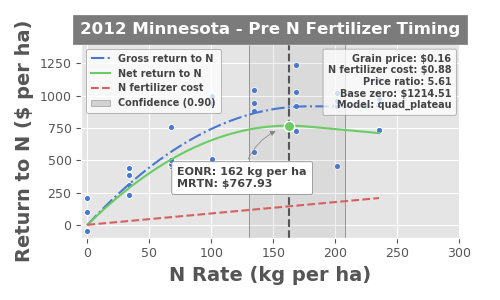 2012 Minnesota - Pre N Fertilizer Timing
Gross return to N
Net return to N
N fertilizer cost
Confidence (0.90)
Grain price: $0.16
N fertilizer cost: $0.88
Price ratio: 5.61
Base zero: $1214.51
Model: quad_plateau
EONR: 162 kg per ha
MRTN: $767.93
Return to N ($ per ha)
1250
1000
750
500
250
0
0 50 100 150 200 250 300
N Rate (kg per ha)